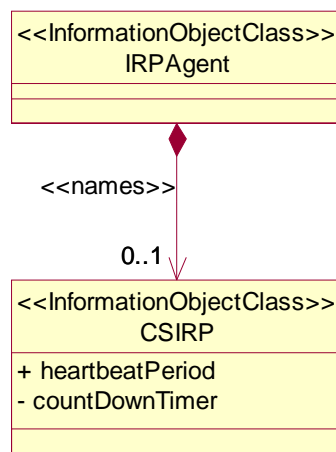 <<InformationObjectClass>>
IRPAgent
<<names>>
0..1
<<InformationObjectClass>>
CSIRP
+ heartbeatPeriod
- countDownTimer